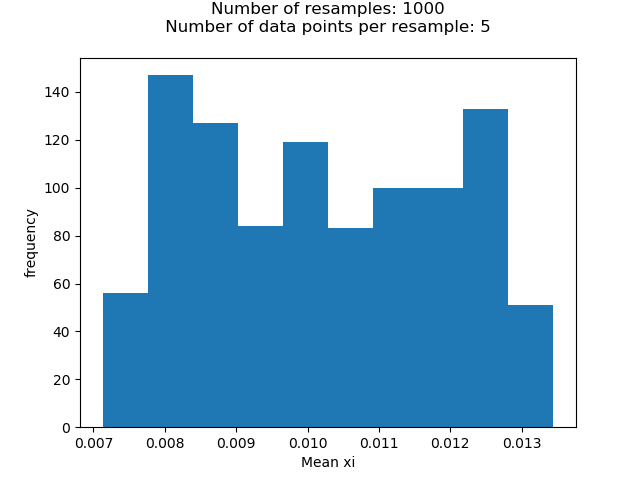 Number of resamples: 1000
Number of data points per resample: 5
140
120
100
80
60
40
20
0
frequency
0.007 0.008 0.009 0.010 0.011 0.012 0.013
Mean xi